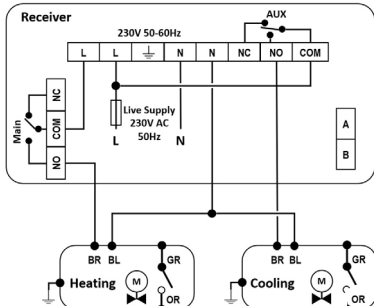 Receiver
AUX
230V 50-60Hz
L L N N NC NO COM
NC
COM
NO
Main
Live Supply
230V AC
50Hz
L N
A
B
BR BL GR
BR BL GR
Heating M
Cooling M
OR
OR